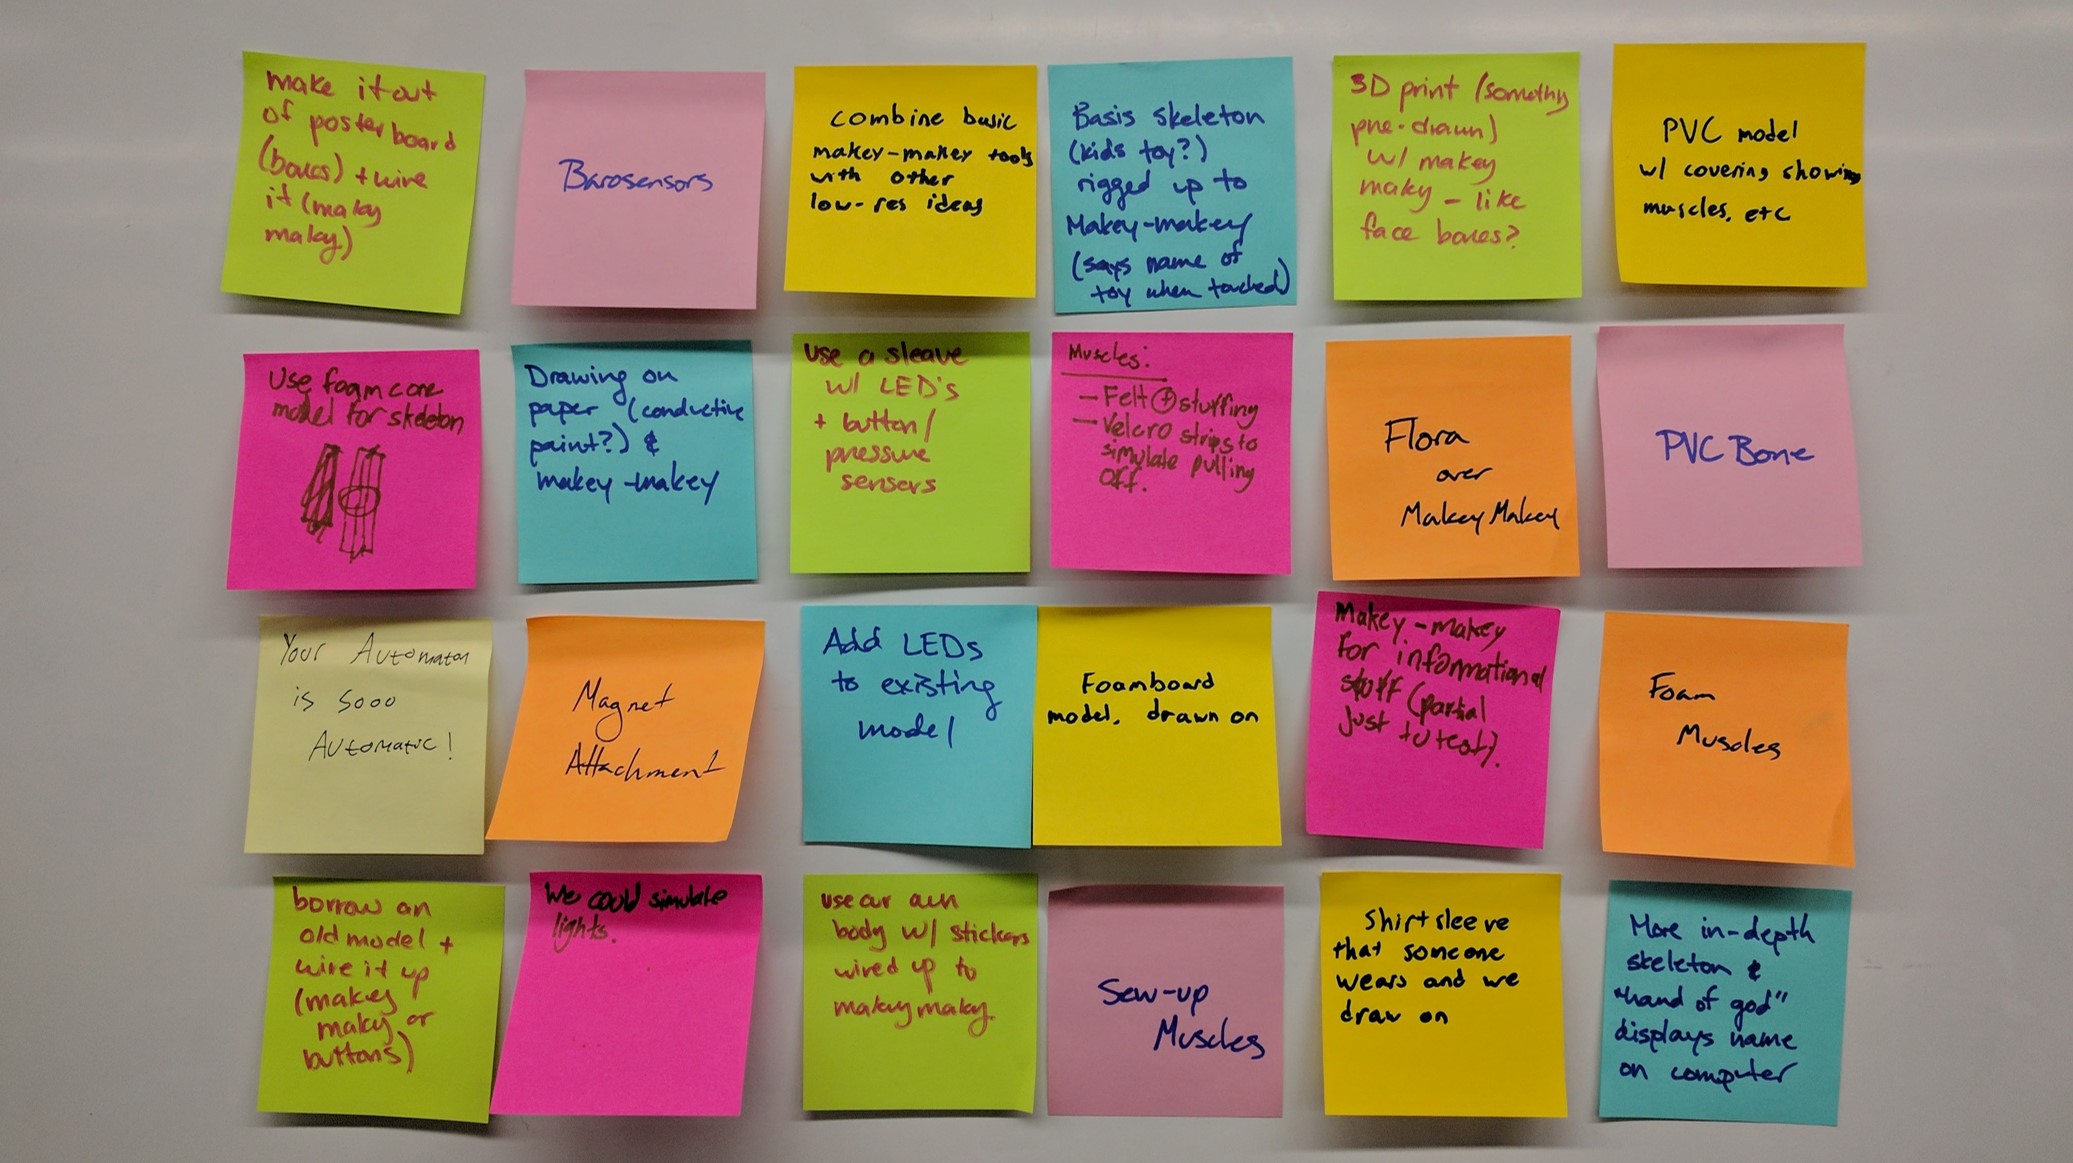 make it out
of posterboard
(boxes) + wire
it (maky
maky)
Barosensors
combine basic
makey-makey tools
with other
low-res ideas
Basis skeleton
(kids toy?)
rigged up to
Makey-makey
(says name of
toy when touched)
3D print (somethg
pre-drawn)
w/ makey
maky - like
face boxes?
PVC model
w/ covering showing
muscles, etc
Use foam core
model for skeleton
Drawing on
paper (conductive
paint?) &
makey-makey
use a sleave
w/ LED's
+ button/
pressure
sensers
Muscles:
- Felt + stuffing
- Velcro strips to
simulate pulling
off.
Flora
over
Makey Makey
PVC Bone
Your Automaton
is sooo
Automatic!
Magnet
Attachment
Add LEDs
to existing
model
Foamboard
model, drawn on
Makey-makey
for informational
stuff (partial
just to test).
Foam
Muscles
borrow an
old model +
wire it up
(makey
maky or
buttons)
We could simulate
lights.
use our own
body w/ stickers
wired up to
makey maky.
Sew-up
Muscles
Shirt sleeve
that someone
wears and we
draw on
More in-depth
skeleton &
"hand of god"
displays name
on computer